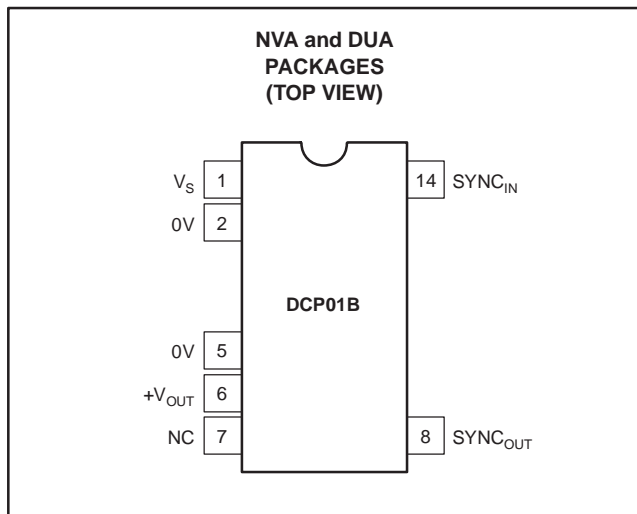 NVA and DUA
PACKAGES
(TOP VIEW)
V_S 1 14 SYNC_IN
0V 2
DCP01B
0V 5
+V_OUT 6
NC 7 8 SYNC_OUT